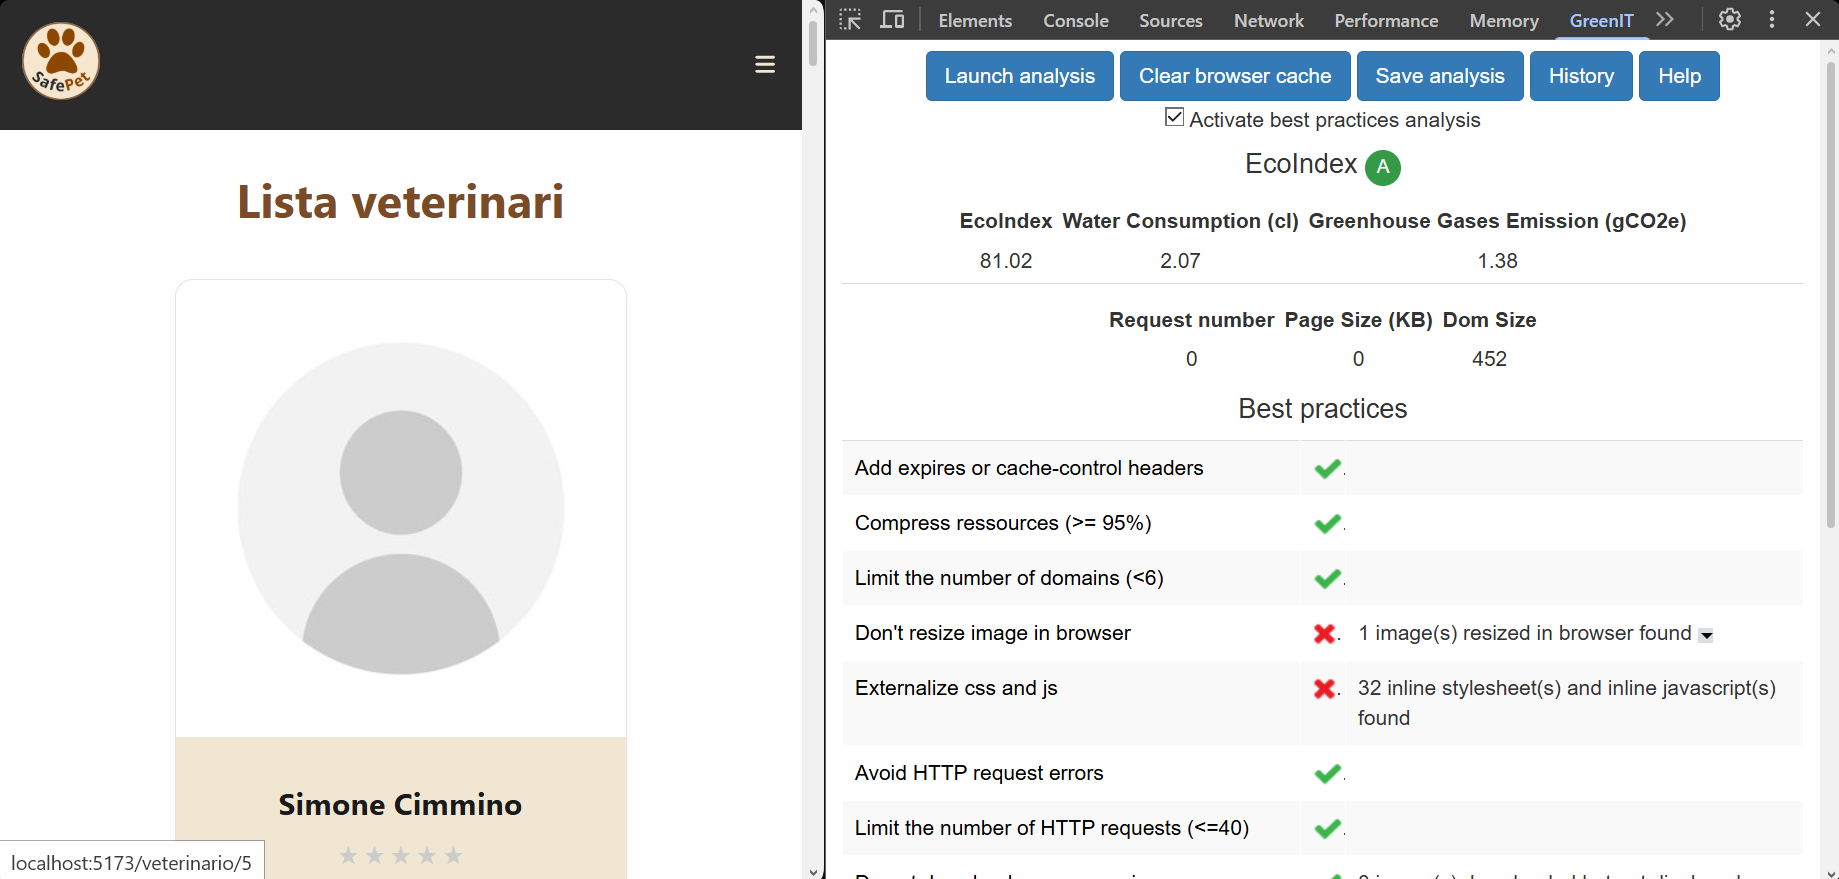 SafePet
Lista veterinari
Simone Cimmino
localhost:5173/veterinario/5
Elements Console Sources Network Performance Memory GreenIT
Launch analysis Clear browser cache Save analysis History Help
Activate best practices analysis
EcoIndex A
EcoIndex Water Consumption (cl) Greenhouse Gases Emission (gCO2e)
81.02 2.07 1.38
Request number Page Size (KB) Dom Size
0 0 452
Best practices
Add expires or cache-control headers .
Compress ressources (>= 95%) .
Limit the number of domains (<6) .
Don't resize image in browser . 1 image(s) resized in browser found
Externalize css and js . 32 inline stylesheet(s) and inline javascript(s)
found
Avoid HTTP request errors .
Limit the number of HTTP requests (<=40) .